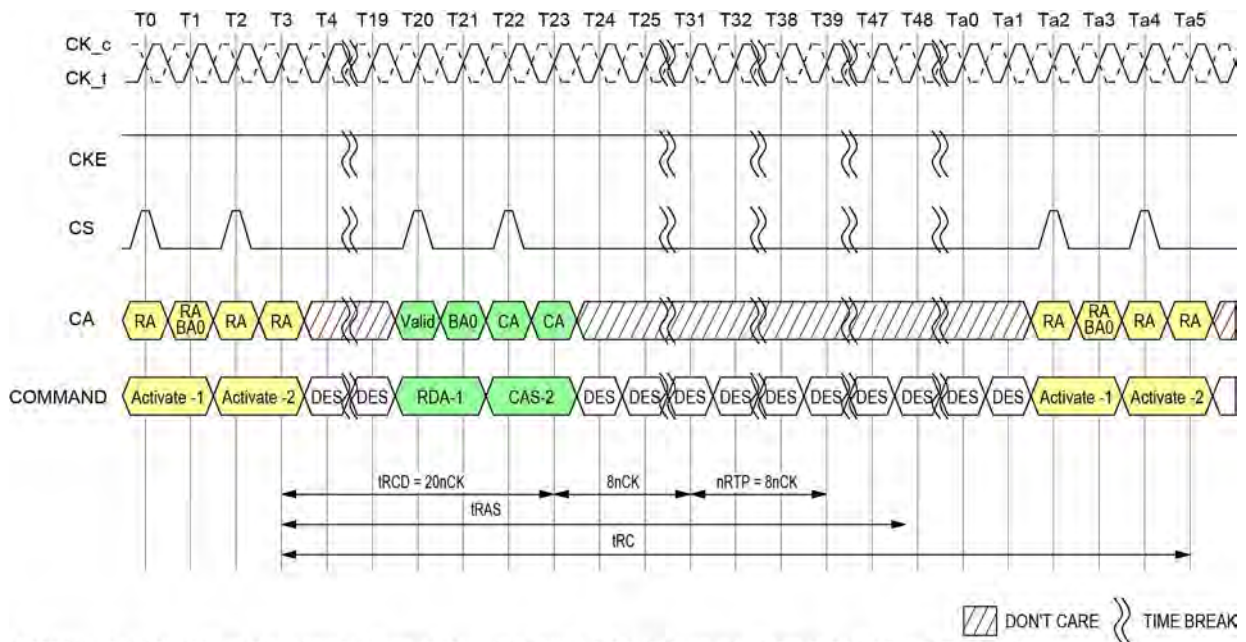 T0 T1 T2 T3 T4 T19 T20 T21 T22 T23 T24 T25 T31 T32 T38 T39 T47 T48 Ta0 Ta1 Ta2 Ta3 Ta4 Ta5
CK_c
CK_t
CKE
CS
CA RA RA BA0 RA RA Valid BA0 CA CA RA RA BA0 RA RA
COMMAND Activate -1 Activate -2 DES DES RDA-1 CAS-2 DES DES DES DES DES DES DES DES DES DES Activate -1 Activate -2
tRCD = 20nCK 8nCK nRTP = 8nCK
tRAS
tRC
DON'T CARE TIME BREAK